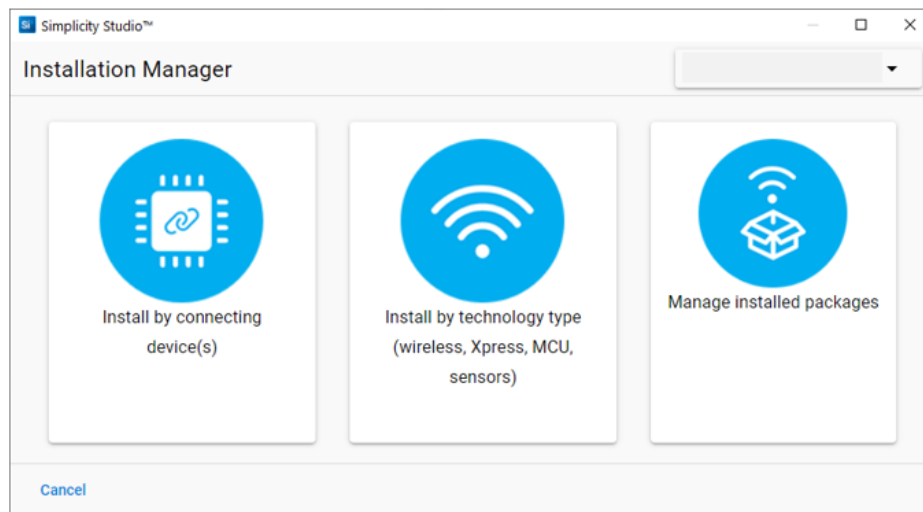 Si Simplicity Studio™
Installation Manager
Install by connecting
device(s)
Install by technology type
(wireless, Xpress, MCU,
sensors)
Manage installed packages
Cancel